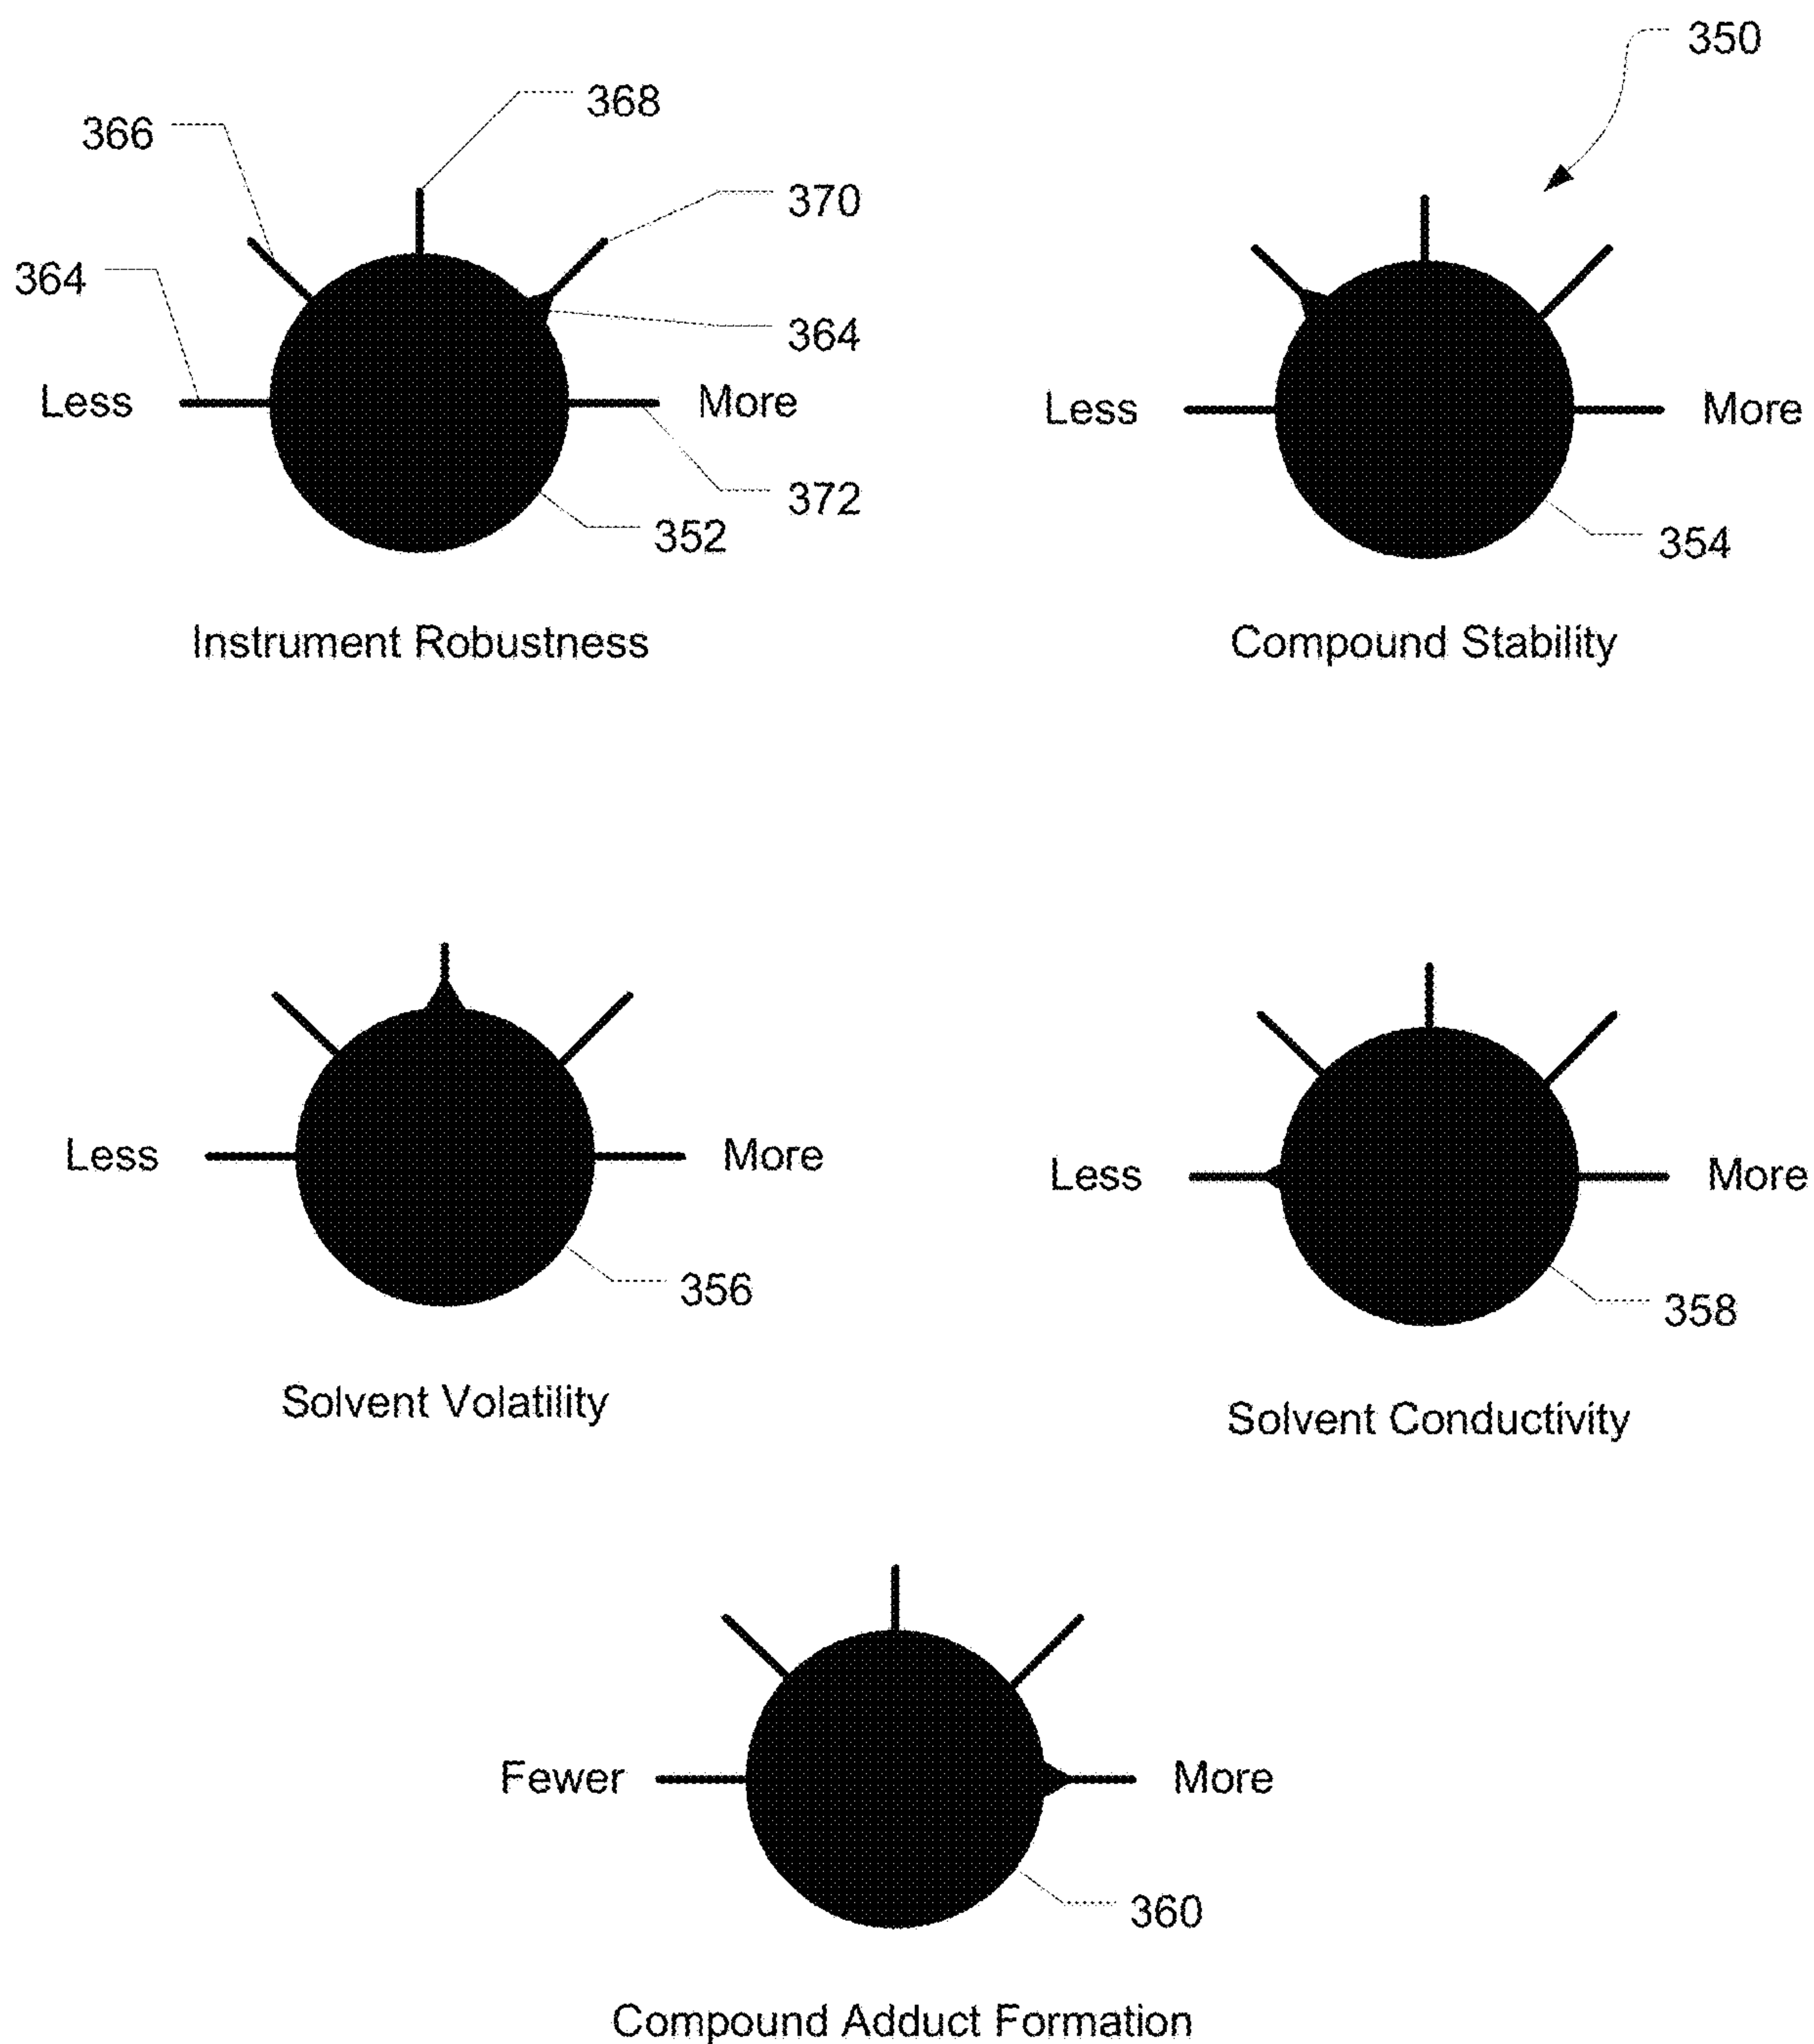 350
368
366
370
364
364
Less
More
372
352
Instrument Robustness
Less
More
354
Compound Stability
Less
More
356
Solvent Volatility
Less
More
358
Solvent Conductivity
Fewer
More
360
Compound Adduct Formation